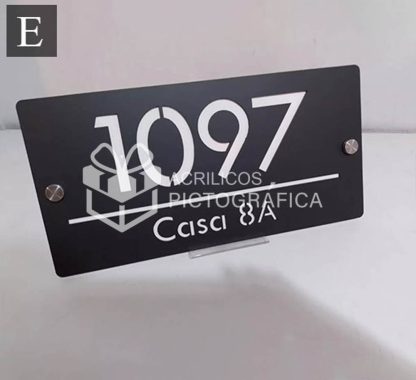 E
1097
ACRILICOS
PICTOGRAFICA
Casa 8A